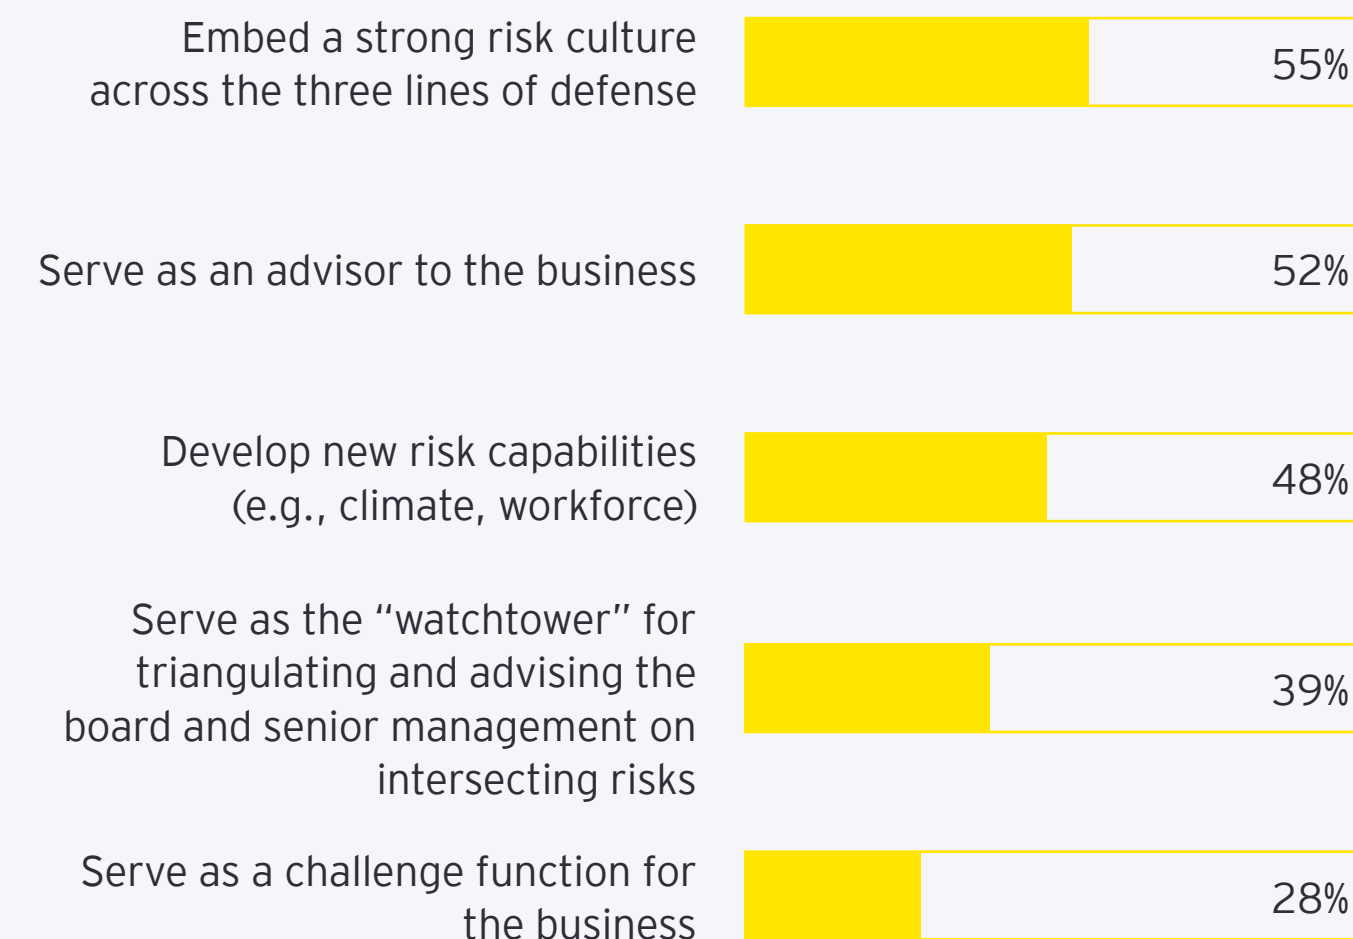 Embed a strong risk culture
across the three lines of defense
55%
Serve as an advisor to the business
52%
Develop new risk capabilities
(e.g., climate, workforce)
48%
Serve as the “watchtower” for
triangulating and advising the
board and senior management on
intersecting risks
39%
Serve as a challenge function for
the business
28%